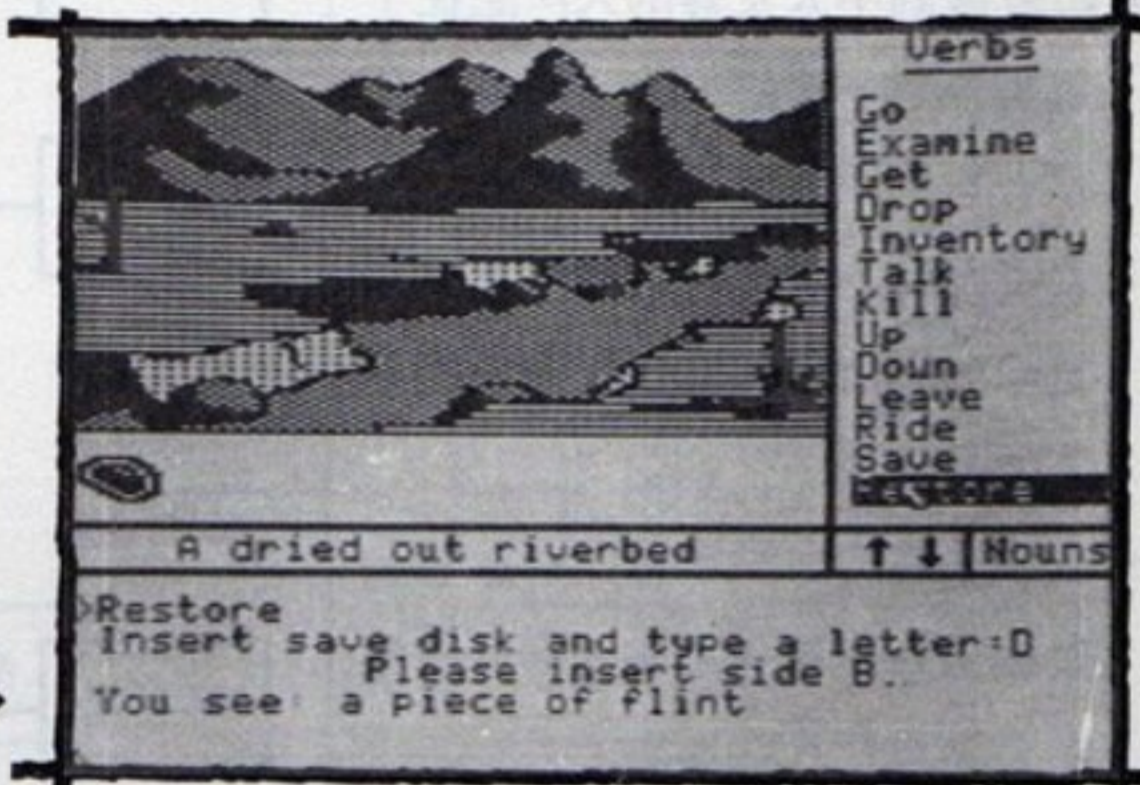 Verbs
Go
Examine
Get
Drop
Inventory
Talk
Kill
Up
Down
Leave
Ride
Save
Restore
A dried out riverbed
↑ ↓ Nouns
>Restore
Insert save disk and type a letter:D
Please insert side B.
You see: a piece of flint